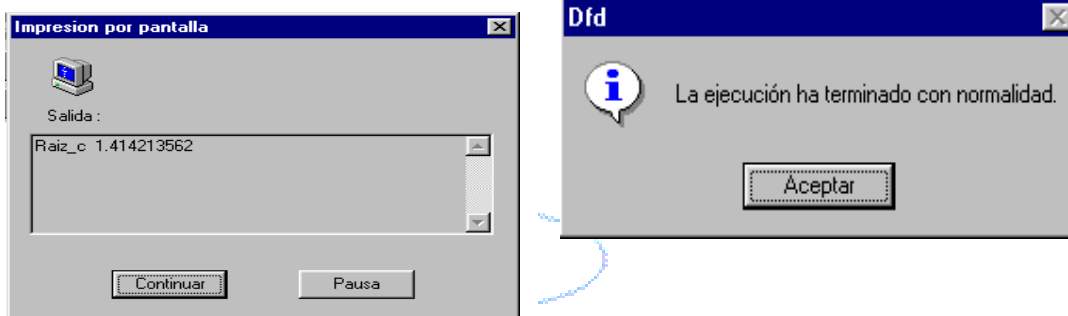 Impresion por pantalla
Salida :
Raiz_c 1.414213562
Continuar
Pausa
Dfd
La ejecución ha terminado con normalidad.
Aceptar